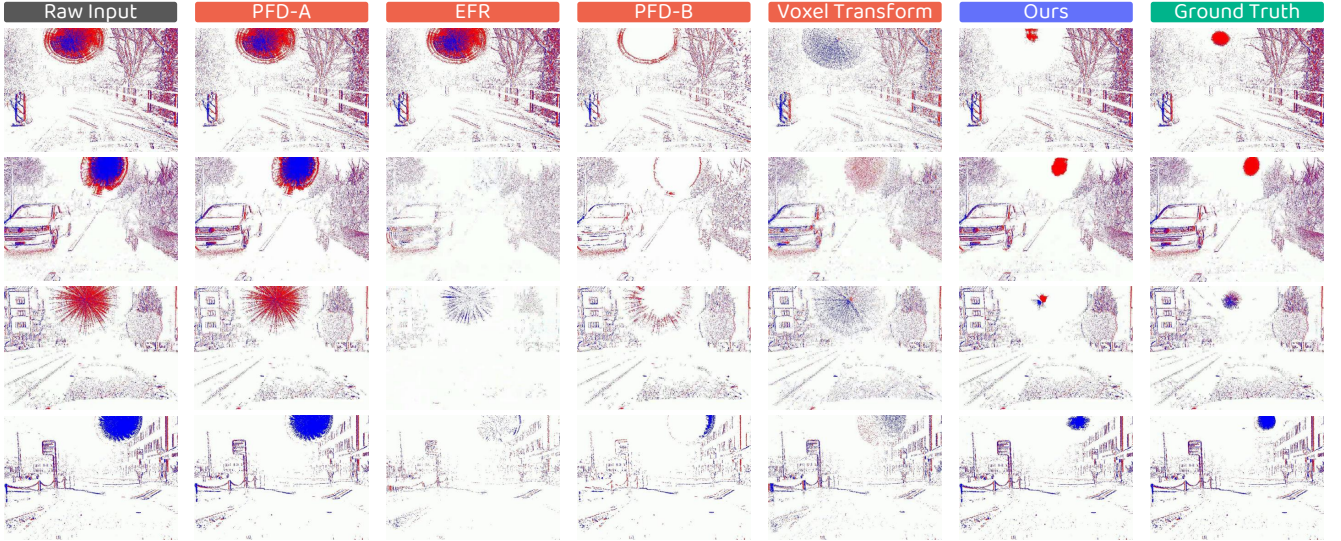 Raw Input
PFD-A
EFR
PFD-B
Voxel Transform
Ours
Ground Truth